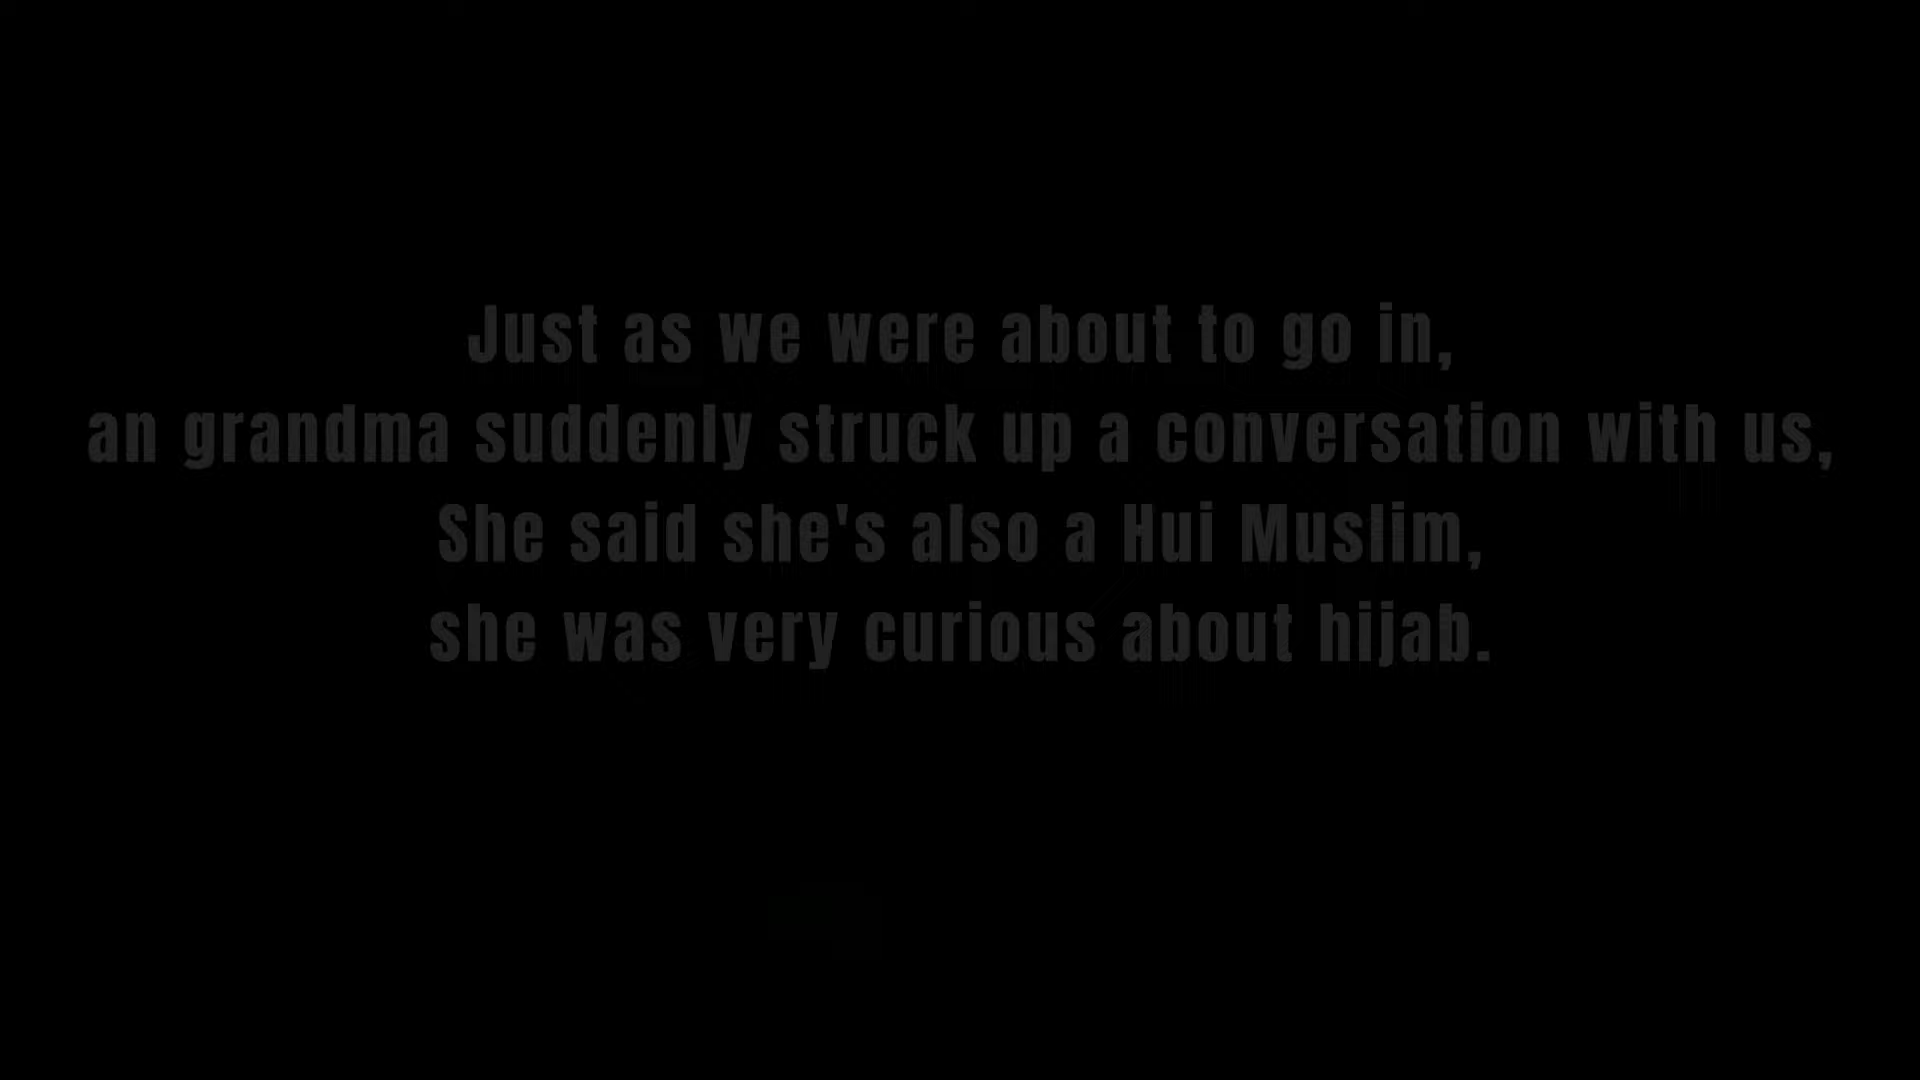 Just as we were about to go in,
an grandma suddenly struck up a conversation with us,
She said she's also a Hui Muslim,
she was very curious about hijab.